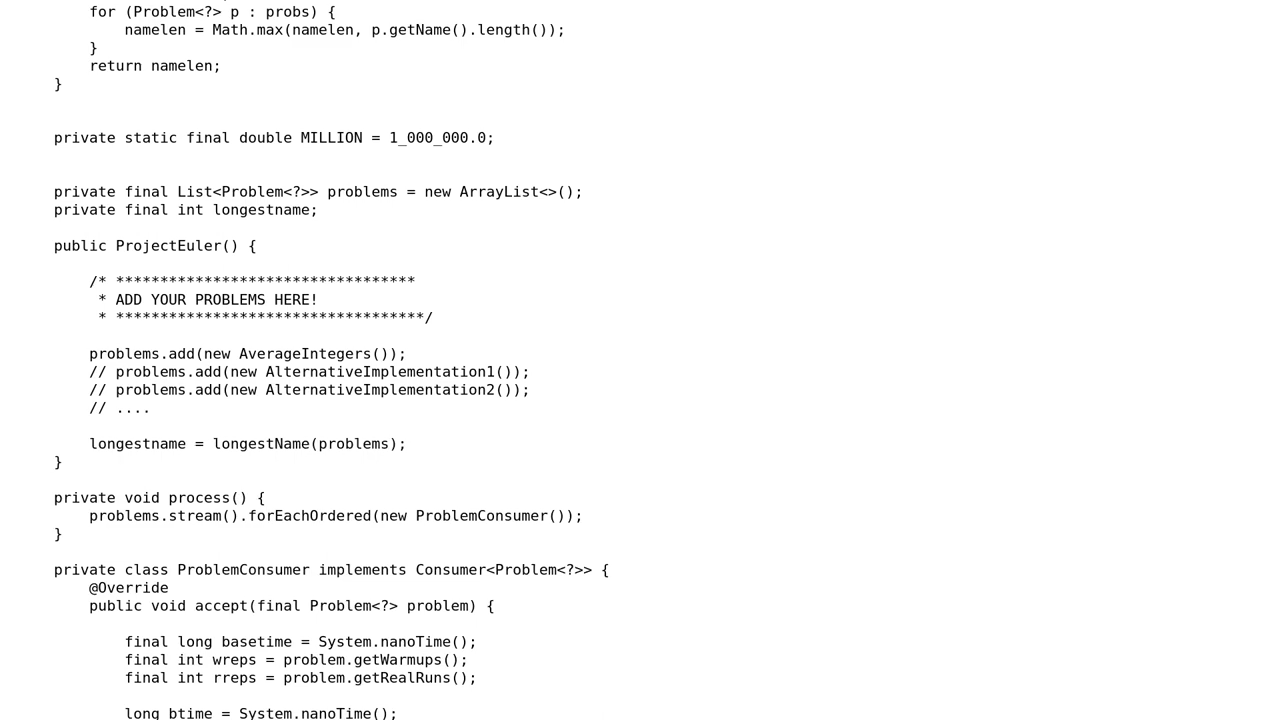 for (Problem<?> p : probs) {
namelen = Math.max(namelen, p.getName().length());
}
return namelen;
}
private static final double MILLION = 1_000_000.0;
private final List<Problem<?>> problems = new ArrayList<>();
private final int longestname;
public ProjectEuler() {
/* **********************************
* ADD YOUR PROBLEMS HERE!
* ***********************************/
problems.add(new AverageIntegers());
// problems.add(new AlternativeImplementation1());
// problems.add(new AlternativeImplementation2());
// ....
longestname = longestName(problems);
}
private void process() {
problems.stream().forEachOrdered(new ProblemConsumer());
}
private class ProblemConsumer implements Consumer<Problem<?>> {
@Override
public void accept(final Problem<?> problem) {
final long basetime = System.nanoTime();
final int wreps = problem.getWarmups();
final int rreps = problem.getRealRuns();
long btime = System.nanoTime();